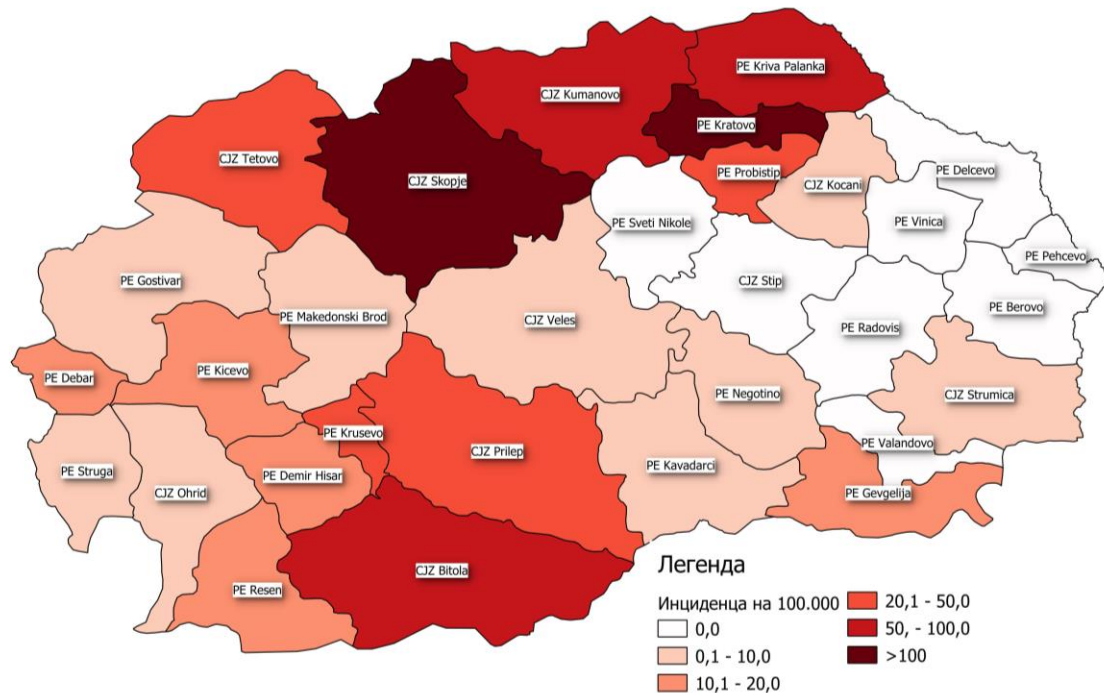 PE Kriva Palanka
CJZ Kumanovo
PE Kratovo
CJZ Tetovo
PE Probistip
PE Delcevo
CJZ Skopje
CJZ Kocani
PE Sveti Nikole
PE Vinica
PE Pehcevo
PE Gostivar
CJZ Stip
PE Berovo
PE Makedonski Brod
CJZ Veles
PE Radovis
PE Debar
PE Kicevo
PE Negotino
CJZ Strumica
PE Krusevo
PE Valandovo
CJZ Prilep
PE Struga
PE Demir Hisar
PE Kavadarci
CJZ Ohrid
PE Gevgelija
CJZ Bitola
PE Resen
Легенда
Инциденца на 100.000
0,0
0,1 - 10,0
10,1 - 20,0
20,1 - 50,0
50, - 100,0
>100